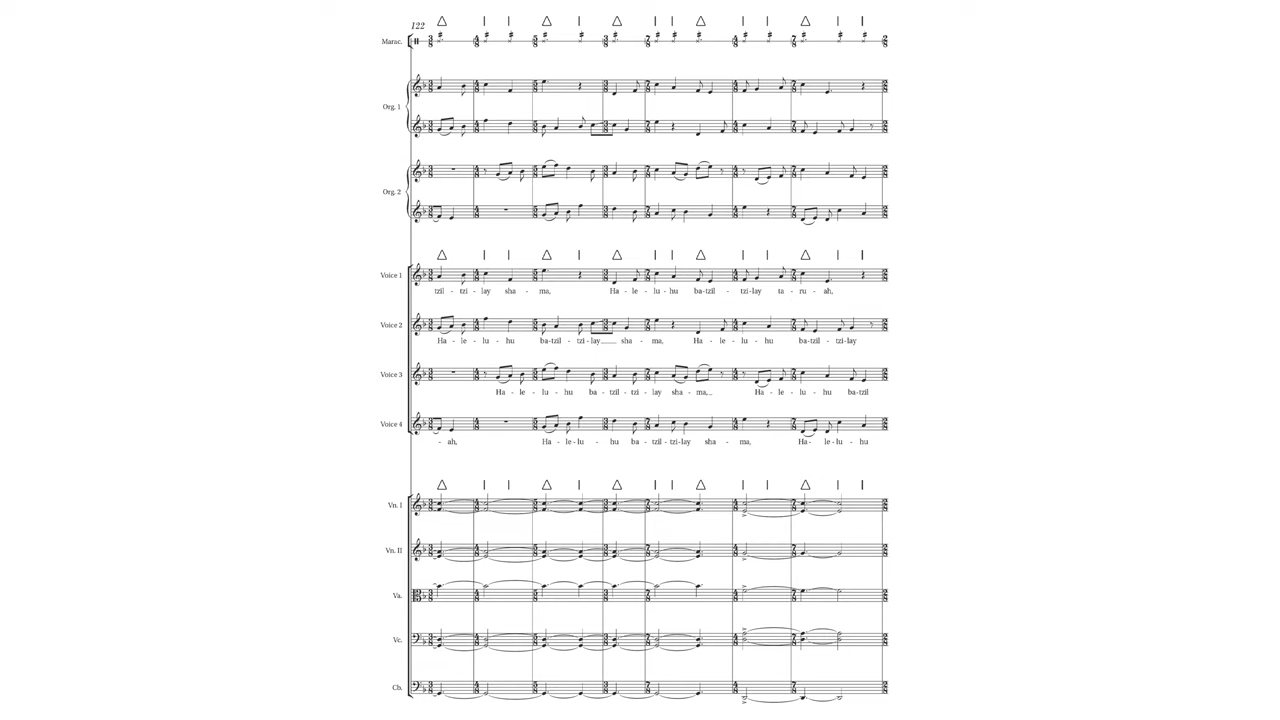 122
Marac.
Org. 1
Org. 2
Voice 1
tzil - tzi - lay sha - ma, Ha - le - lu - hu ba-tzil - tzi-lay ta - ru - ah,
Voice 2
Ha - le - lu - hu ba-tzil - tzi-lay___ sha - ma, Ha - le - lu - hu ba-tzil - tzi-lay
Voice 3
Ha - le - lu - hu ba - tzil - tzi - lay sha - ma,_ Ha - le - lu - hu ba-tzil
Voice 4
- ah, Ha - le-lu - hu ba - tzil-tzi-lay sha - ma, Ha - le-lu-hu
Vn. I
Vn. II
Va.
Vc.
Cb.